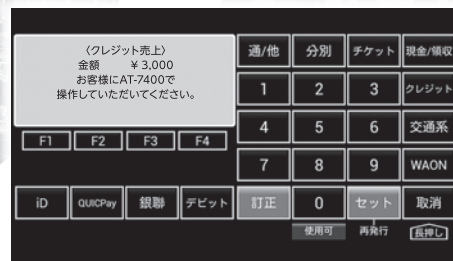 〈クレジット売上〉
金額 ¥3,000
お客様にAT-7400で
操作していただいてください。
F1 F2 F3 F4
通/他 分別 チケット 現金/領収
1 2 3 クレジット
4 5 6 交通系
7 8 9 WAON
iD QUICPay 銀聯 デビット 訂正 0 セット 取消
使用可 再発行 長押し